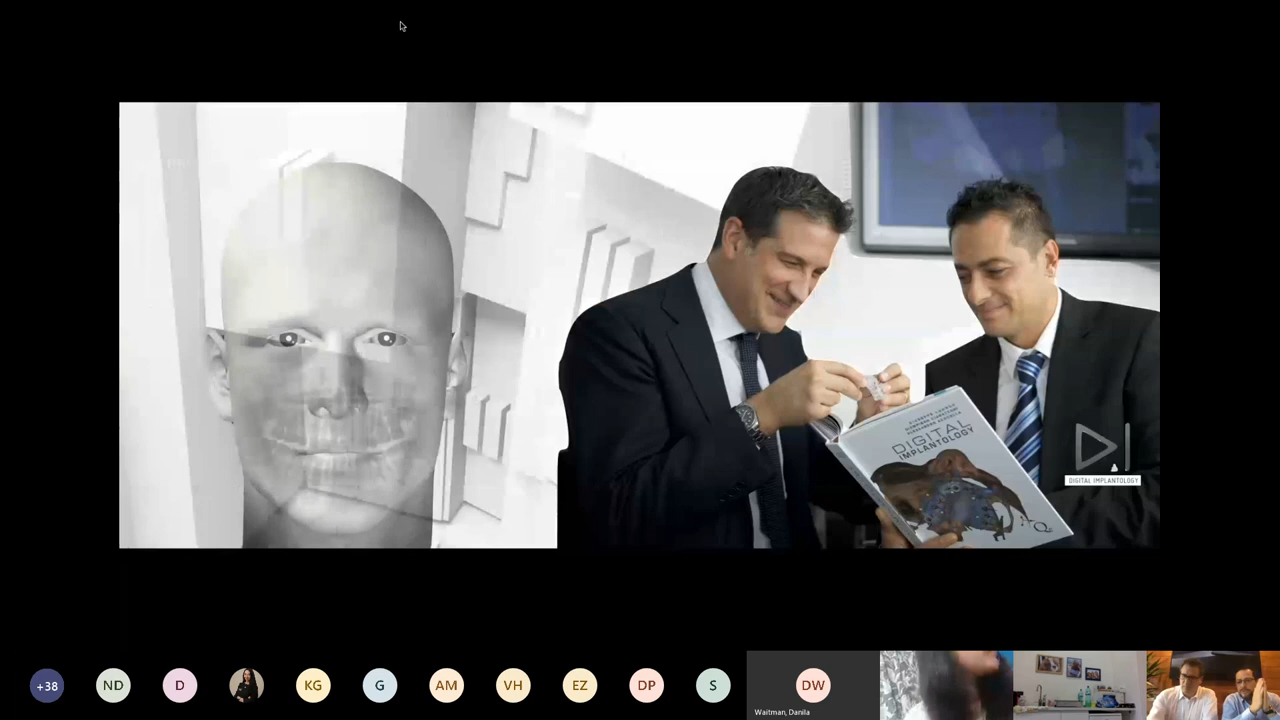 DIGITAL
IMPLANTOLOGY
DIGITAL IMPLANTOLOGY
+38
ND
D
KG
G
AM
VH
EZ
DP
S
DW
Waitman, Danila